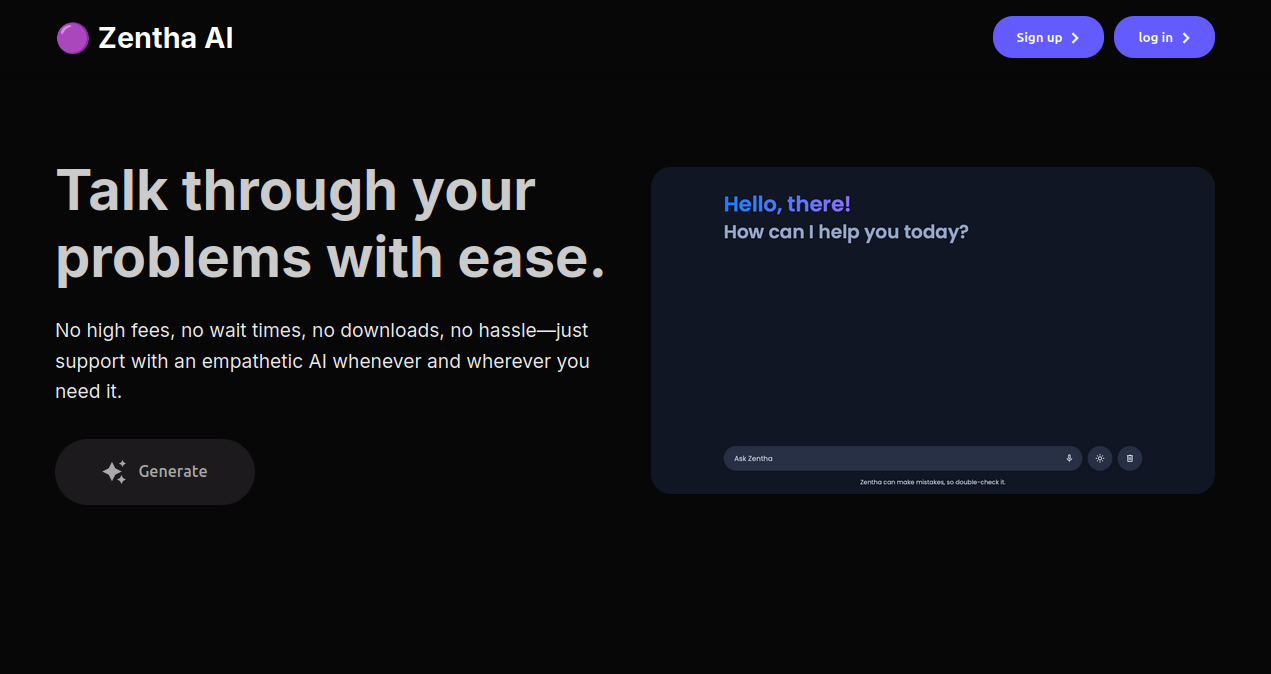 Zentha AI
Sign up
log in
Talk through your
problems with ease.
No high fees, no wait times, no downloads, no hassle—just
support with an empathetic AI whenever and wherever you
need it.
Generate
Hello, there!
How can I help you today?
Ask Zentha
Zentha can make mistakes, so double-check it.